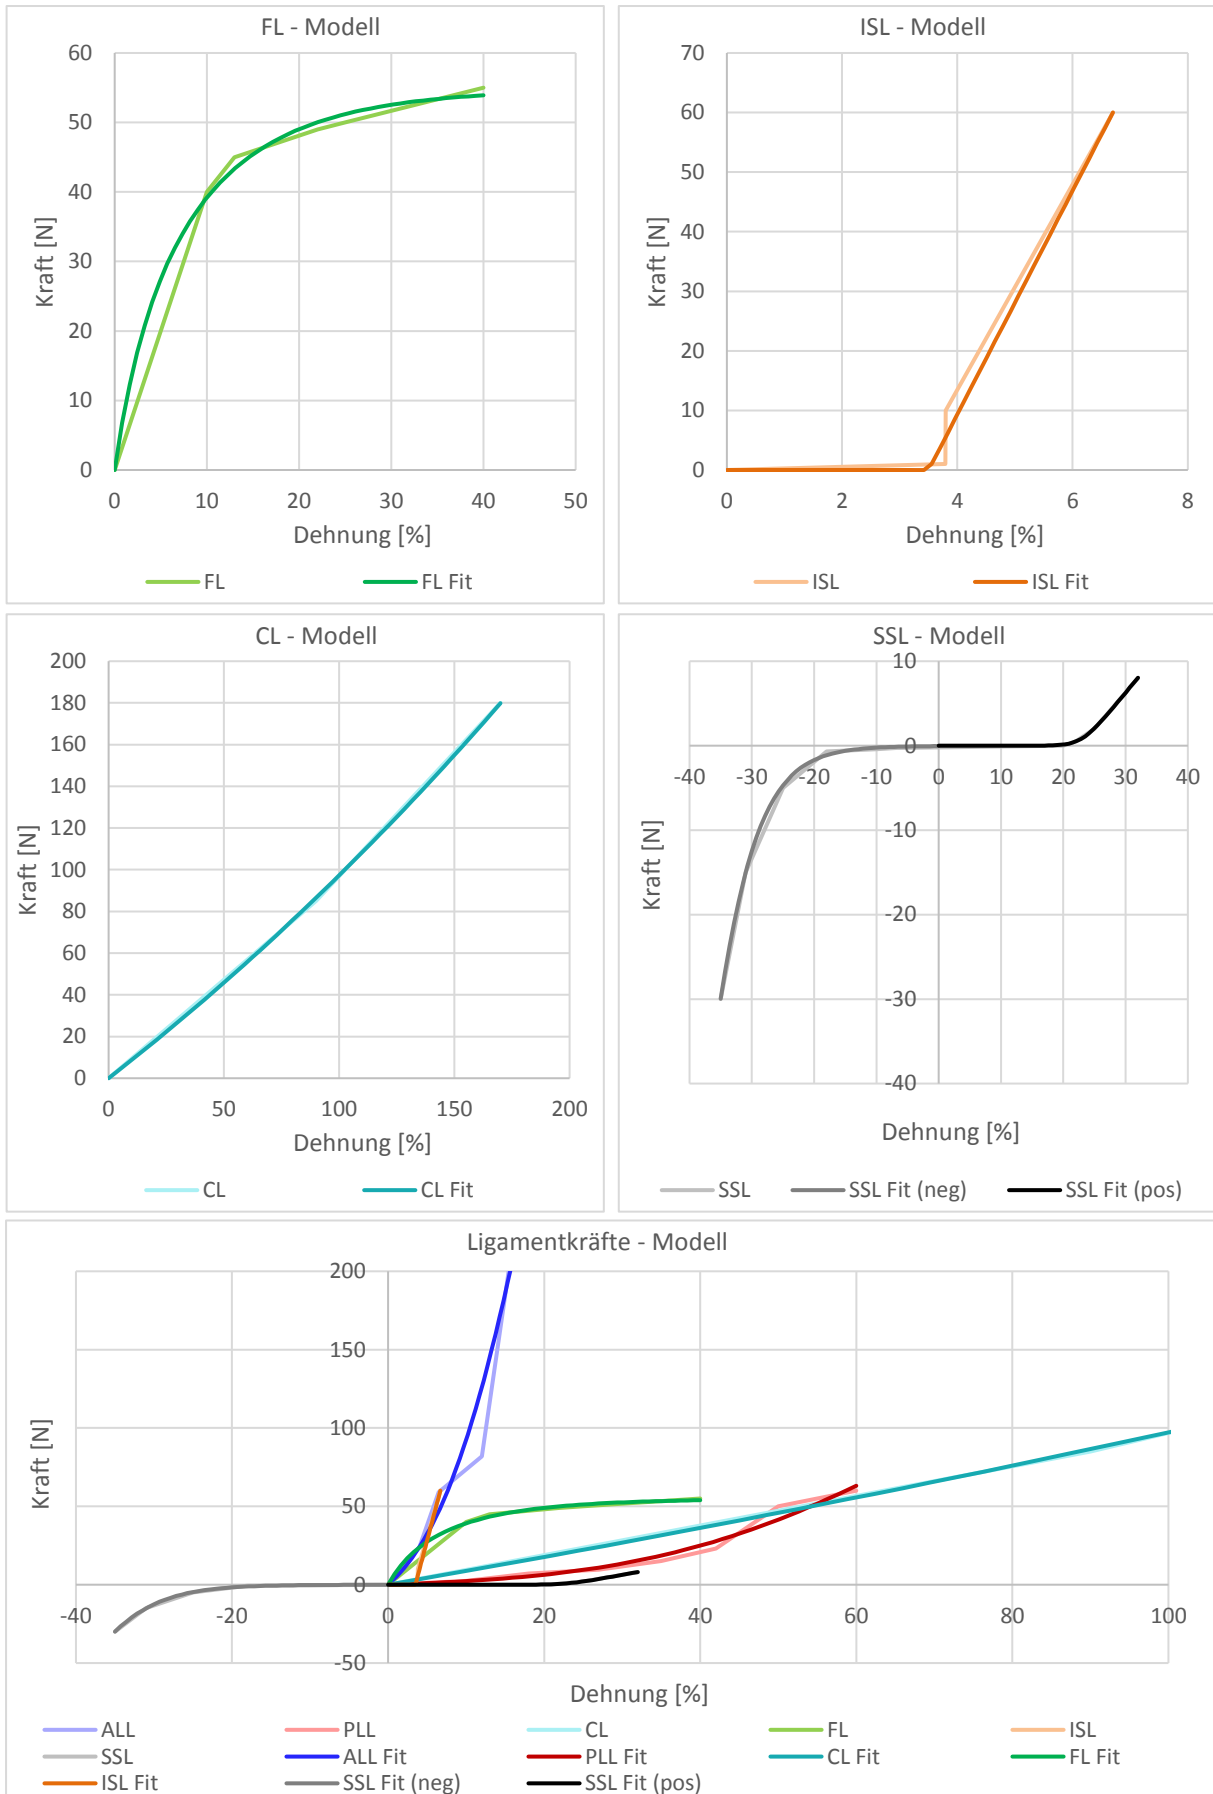 FL - Modell
60
50
40
30
20
10
0
0 10 20 30 40 50
Kraft [N]
Dehnung [%]
FL FL Fit
ISL - Modell
70
60
50
40
30
20
10
0
0 2 4 6 8
Kraft [N]
Dehnung [%]
ISL ISL Fit
CL - Modell
200
180
160
140
120
100
80
60
40
20
0
0 50 100 150 200
Kraft [N]
Dehnung [%]
CL CL Fit
SSL - Modell
10
0
-40 -30 -20 -10 0 10 20 30 40
-10
-20
-30
-40
Kraft [N]
Dehnung [%]
SSL SSL Fit (neg) SSL Fit (pos)
Ligamentkräfte - Modell
200
150
100
50
0
-50
-40 -20 0 20 40 60 80 100
Kraft [N]
Dehnung [%]
ALL PLL CL FL ISL
SSL ALL Fit PLL Fit CL Fit FL Fit
ISL Fit SSL Fit (neg) SSL Fit (pos)